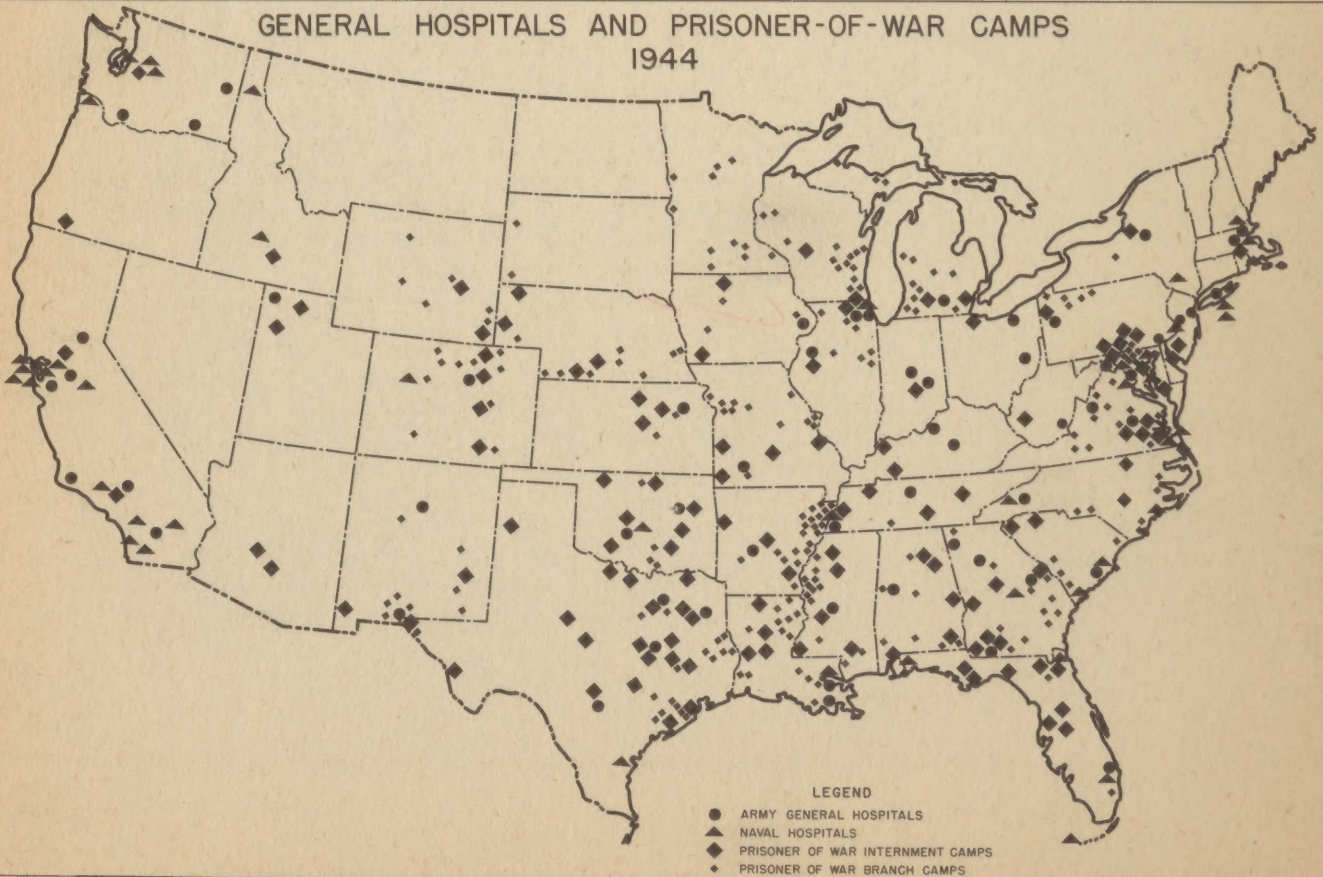 GENERAL HOSPITALS AND PRISONER-OF-WAR CAMPS
1944
LEGEND
ARMY GENERAL HOSPITALS
NAVAL HOSPITALS
PRISONER OF WAR INTERNMENT CAMPS
PRISONER OF WAR BRANCH CAMPS